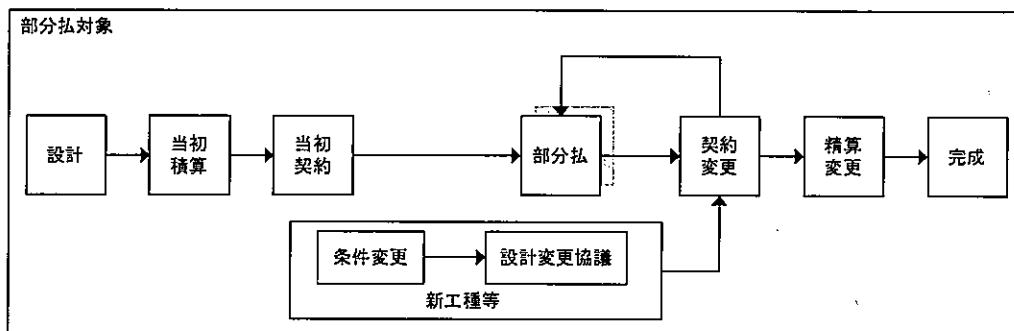 部分払対象
設計
当初
積算
当初
契約
部分払
契約
変更
精算
変更
完成
条件変更
設計変更協議
新工種等